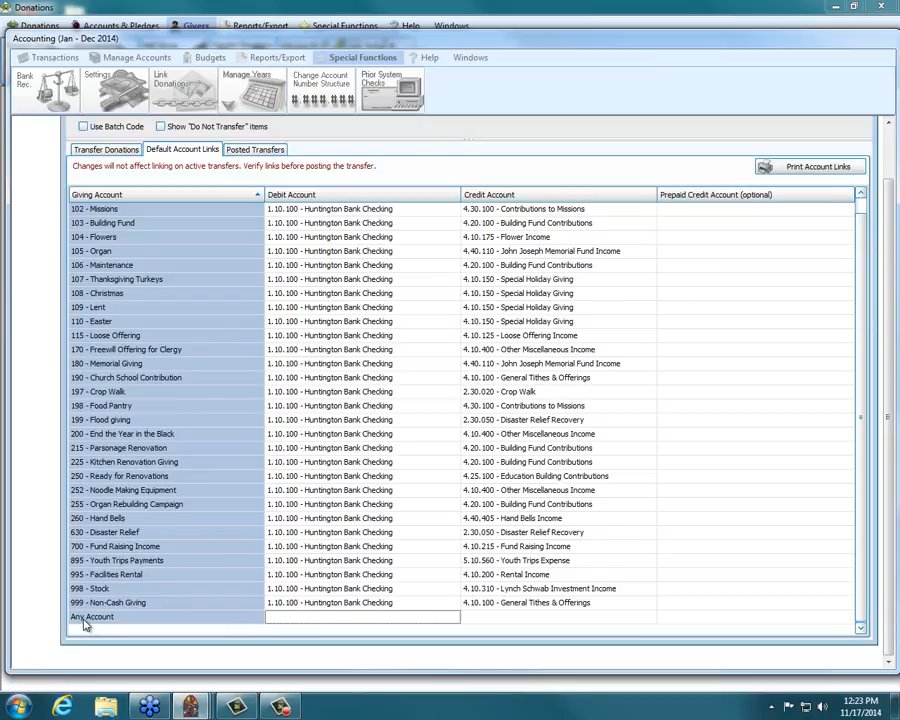 Donations
Donations Accounts & Pledges Givers Reports/Export Special Functions Help Windows
Accounting (Jan - Dec 2014)
Transactions Manage Accounts Budgets Reports/Export Special Functions Help Windows
Bank Rec. Settings Link Donations Manage Years Change Account Number Structure Prior System Checks
Use Batch Code Show "Do Not Transfer" items
Transfer Donations Default Account Links Posted Transfers
Changes will not affect linking on active transfers. Verify links before posting the transfer. Print Account Links
Giving Account Debit Account Credit Account Prepaid Credit Account (optional)
102 - Missions 1.10.100 - Huntington Bank Checking 4.30.100 - Contributions to Missions
103 - Building Fund 1.10.100 - Huntington Bank Checking 4.20.100 - Building Fund Contributions
104 - Flowers 1.10.100 - Huntington Bank Checking 4.10.175 - Flower Income
105 - Organ 1.10.100 - Huntington Bank Checking 4.40.110 - John Joseph Memorial Fund Income
106 - Maintenance 1.10.100 - Huntington Bank Checking 4.20.100 - Building Fund Contributions
107 - Thanksgiving Turkeys 1.10.100 - Huntington Bank Checking 4.10.150 - Special Holiday Giving
108 - Christmas 1.10.100 - Huntington Bank Checking 4.10.150 - Special Holiday Giving
109 - Lent 1.10.100 - Huntington Bank Checking 4.10.150 - Special Holiday Giving
110 - Easter 1.10.100 - Huntington Bank Checking 4.10.150 - Special Holiday Giving
115 - Loose Offering 1.10.100 - Huntington Bank Checking 4.10.125 - Loose Offering Income
170 - Freewill Offering for Clergy 1.10.100 - Huntington Bank Checking 4.10.400 - Other Miscellaneous Income
180 - Memorial Giving 1.10.100 - Huntington Bank Checking 4.40.110 - John Joseph Memorial Fund Income
190 - Church School Contribution 1.10.100 - Huntington Bank Checking 4.10.100 - General Tithes & Offerings
197 - Crop Walk 1.10.100 - Huntington Bank Checking 2.30.020 - Crop Walk
198 - Food Pantry 1.10.100 - Huntington Bank Checking 4.30.100 - Contributions to Missions
199 - Flood giving 1.10.100 - Huntington Bank Checking 2.30.050 - Disaster Relief Recovery
200 - End the Year in the Black 1.10.100 - Huntington Bank Checking 4.10.400 - Other Miscellaneous Income
215 - Parsonage Renovation 1.10.100 - Huntington Bank Checking 4.20.100 - Building Fund Contributions
225 - Kitchen Renovation Giving 1.10.100 - Huntington Bank Checking 4.20.100 - Building Fund Contributions
250 - Ready for Renovations 1.10.100 - Huntington Bank Checking 4.25.100 - Education Building Contributions
252 - Noodle Making Equipment 1.10.100 - Huntington Bank Checking 4.10.400 - Other Miscellaneous Income
255 - Organ Rebuilding Campaign 1.10.100 - Huntington Bank Checking 4.20.100 - Building Fund Contributions
260 - Hand Bells 1.10.100 - Huntington Bank Checking 4.40.405 - Hand Bells Income
630 - Disaster Relief 1.10.100 - Huntington Bank Checking 2.30.050 - Disaster Relief Recovery
700 - Fund Raising Income 1.10.100 - Huntington Bank Checking 4.10.215 - Fund Raising Income
895 - Youth Trips Payments 1.10.100 - Huntington Bank Checking 5.10.560 - Youth Trips Expense
995 - Facilities Rental 1.10.100 - Huntington Bank Checking 4.10.200 - Rental Income
998 - Stock 1.10.100 - Huntington Bank Checking 4.10.310 - Lynch Schwab Investment Income
999 - Non-Cash Giving 1.10.100 - Huntington Bank Checking 4.10.100 - General Tithes & Offerings
Any Account
12:23 PM
11/17/2014